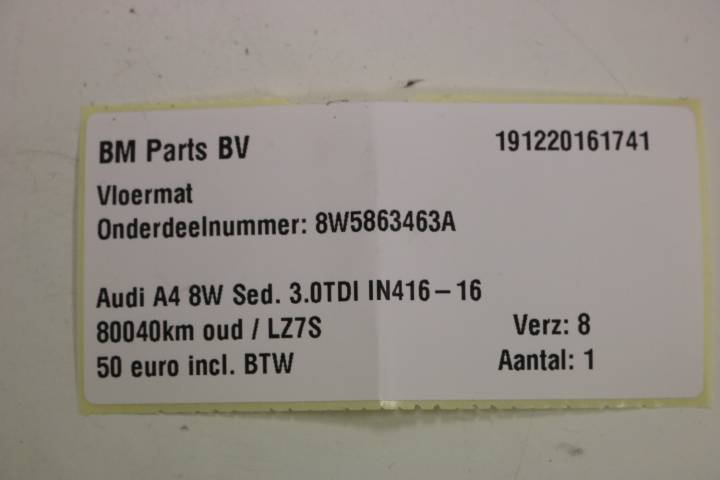 BM Parts BV 191220161741
Vloermat
Onderdeelnummer: 8W5863463A
Audi A4 8W Sed. 3.0TDI IN416-16
80040km oud / LZ7S Verz: 8
50 euro incl. BTW Aantal: 1